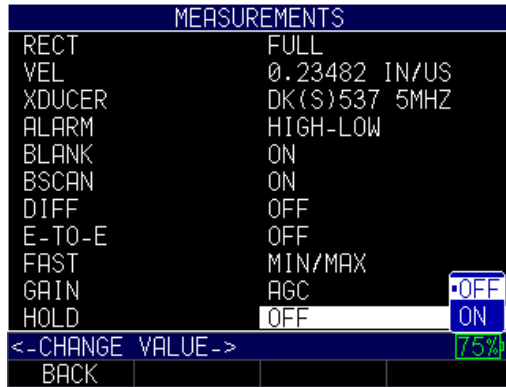 MEASUREMENTS
RECT FULL
VEL 0.23482 IN/US
XDUCER DK(S)537 5MHZ
ALARM HIGH-LOW
BLANK ON
BSCAN ON
DIFF OFF
E-TO-E OFF
FAST MIN/MAX
GAIN AGC ▪OFF
HOLD OFF ON
<-CHANGE VALUE-> 75%
BACK